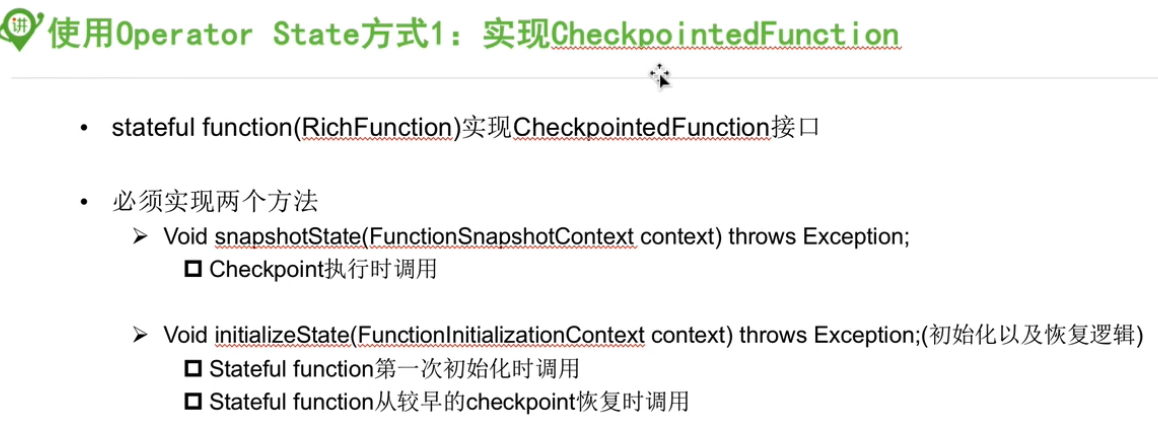 讲
使用Operator State方式1：实现CheckpointedFunction
• stateful function(RichFunction)实现CheckpointedFunction接口
• 必须实现两个方法
➢ Void snapshotState(FunctionSnapshotContext context) throws Exception;
❑ Checkpoint执行时调用
➢ Void initializeState(FunctionInitializationContext context) throws Exception;(初始化以及恢复逻辑)
❑ Stateful function第一次初始化时调用
❑ Stateful function从较早的checkpoint恢复时调用